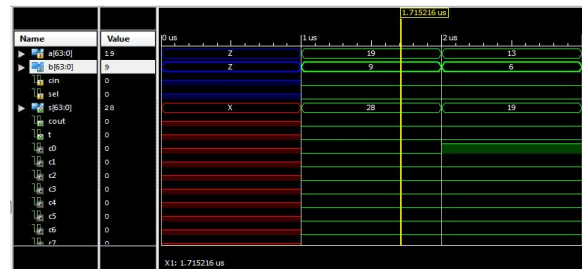 1.715216 us
Name Value 0 us 1 us 2 us
a[63:0] 19 Z 19 13
b[63:0] 9 Z 9 6
cin 0
sel 0
s[63:0] 28 X 28 19
cout 0
t 0
c0 0
c1 0
c2 0
c3 0
c4 0
c5 0
c6 0
c7 0
X1: 1.715216 us